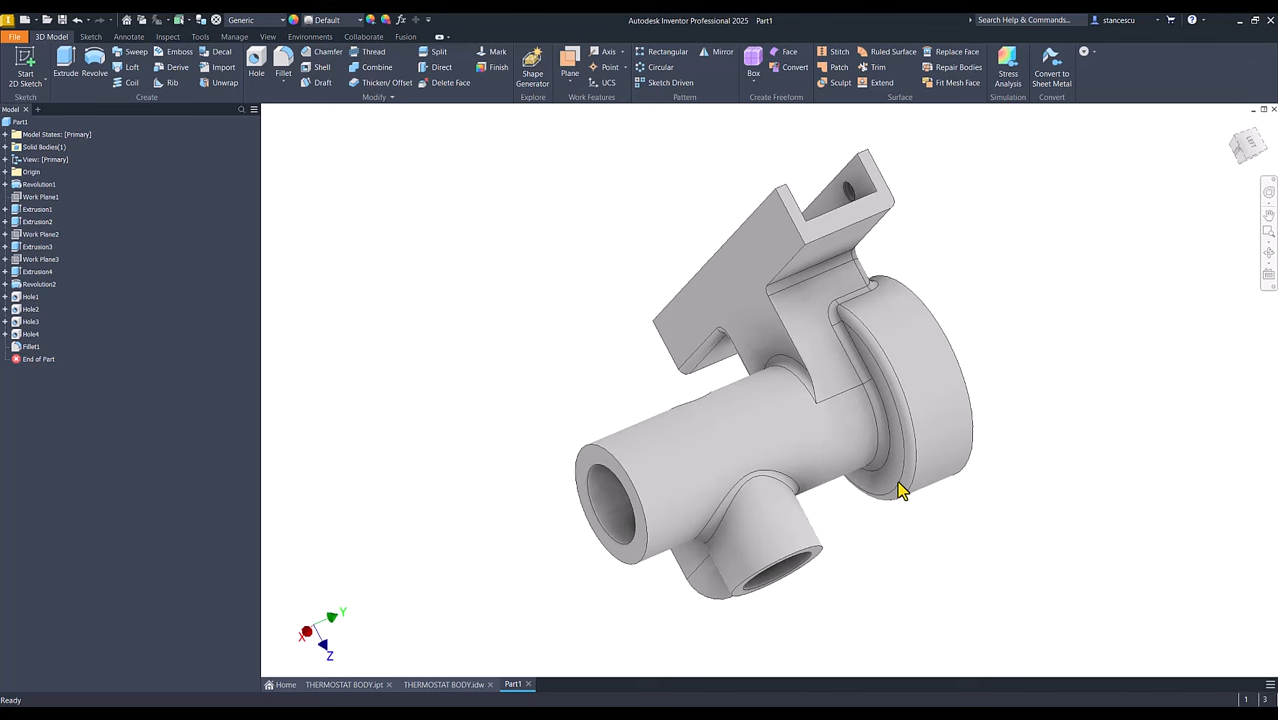 Generic
Default
Autodesk Inventor Professional 2025 Part1
Search Help & Commands...
stancescu
File
3D Model
Sketch
Annotate
Inspect
Tools
Manage
View
Environments
Collaborate
Fusion
Start
2D Sketch
Extrude
Revolve
Sweep
Emboss
Decal
Loft
Derive
Import
Coil
Rib
Unwrap
Hole
Fillet
Chamfer
Thread
Split
Mark
Shell
Combine
Direct
Finish
Draft
Thicken/ Offset
Delete Face
Shape
Generator
Plane
Axis
Point
UCS
Rectangular
Mirror
Circular
Sketch Driven
Box
Face
Convert
Stitch
Ruled Surface
Replace Face
Patch
Trim
Repair Bodies
Sculpt
Extend
Fit Mesh Face
Stress
Analysis
Convert to
Sheet Metal
Sketch
Create
Modify
Explore
Work Features
Pattern
Create Freeform
Surface
Simulation
Convert
Model
Part1
Model States: [Primary]
Solid Bodies(1)
View: [Primary]
Origin
Revolution1
Work Plane1
Extrusion1
Extrusion2
Work Plane2
Extrusion3
Work Plane3
Extrusion4
Revolution2
Hole1
Hole2
Hole3
Hole4
Fillet1
End of Part
LEFT
X
Y
Z
Home
THERMOSTAT BODY.ipt
THERMOSTAT BODY.idw
Part1
Ready
1
3